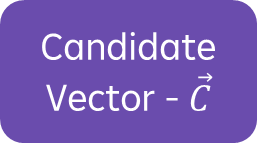 Candidate
Vector - C⃗